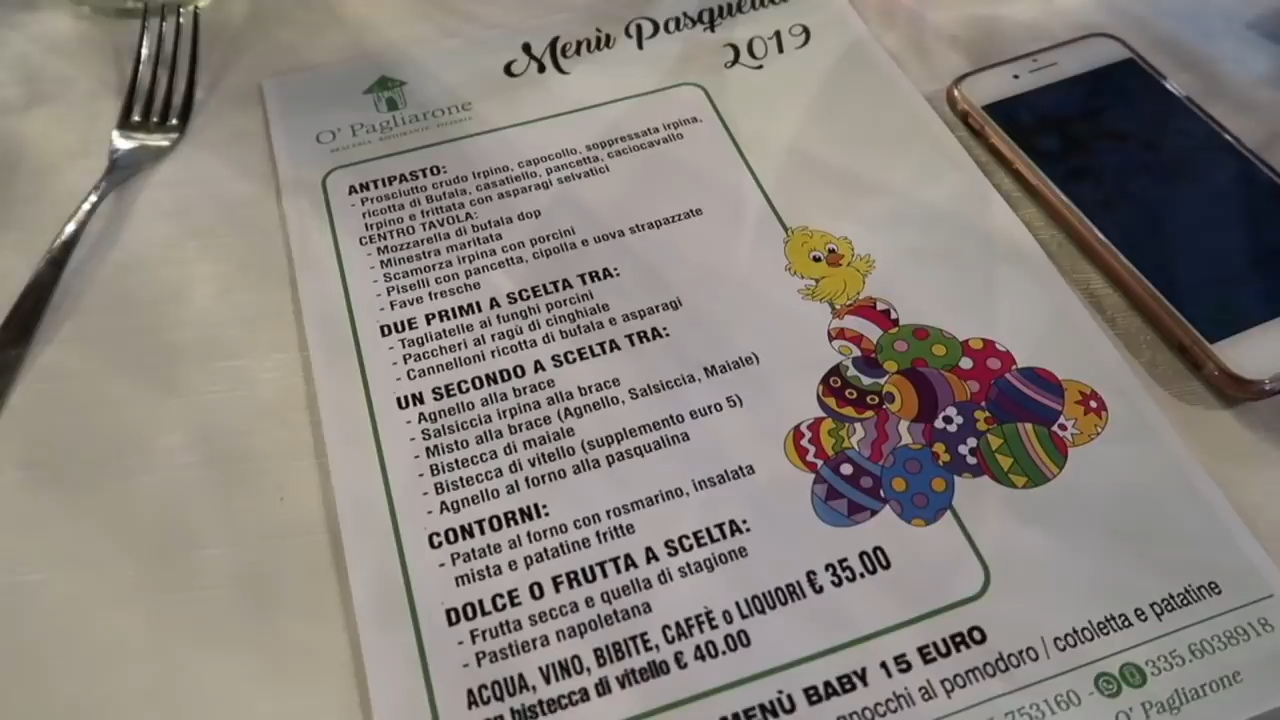 Menù Pasquetta
2019
O' Pagliarone
BRACERIA · RISTORANTE · PIZZERIA
ANTIPASTO:
- Prosciutto crudo Irpino, capocollo, soppressata irpina,
ricotta di Bufala, casatiello, pancetta, caciocavallo
Irpino e frittata con asparagi selvatici
CENTRO TAVOLA:
- Mozzarella di bufala dop
- Minestra maritata
- Scamorza irpina con porcini
- Piselli con pancetta, cipolla e uova strapazzate
- Fave fresche
DUE PRIMI A SCELTA TRA:
- Tagliatelle ai funghi porcini
- Paccheri al ragù di cinghiale
- Cannelloni ricotta di bufala e asparagi
UN SECONDO A SCELTA TRA:
- Agnello alla brace
- Salsiccia irpina alla brace
- Misto alla brace (Agnello, Salsiccia, Maiale)
- Bistecca di maiale
- Bistecca di vitello (supplemento euro 5)
- Agnello al forno alla pasqualina
CONTORNI:
- Patate al forno con rosmarino, insalata
mista e patatine fritte
DOLCE O FRUTTA A SCELTA:
- Frutta secca e quella di stagione
- Pastiera napoletana
ACQUA, VINO, BIBITE, CAFFÈ o LIQUORI € 35.00
bistecca di vitello € 40.00
MENÙ BABY 15 EURO
gnocchi al pomodoro / cotoletta e patatine
753160 - 335.6038918
O' Pagliarone